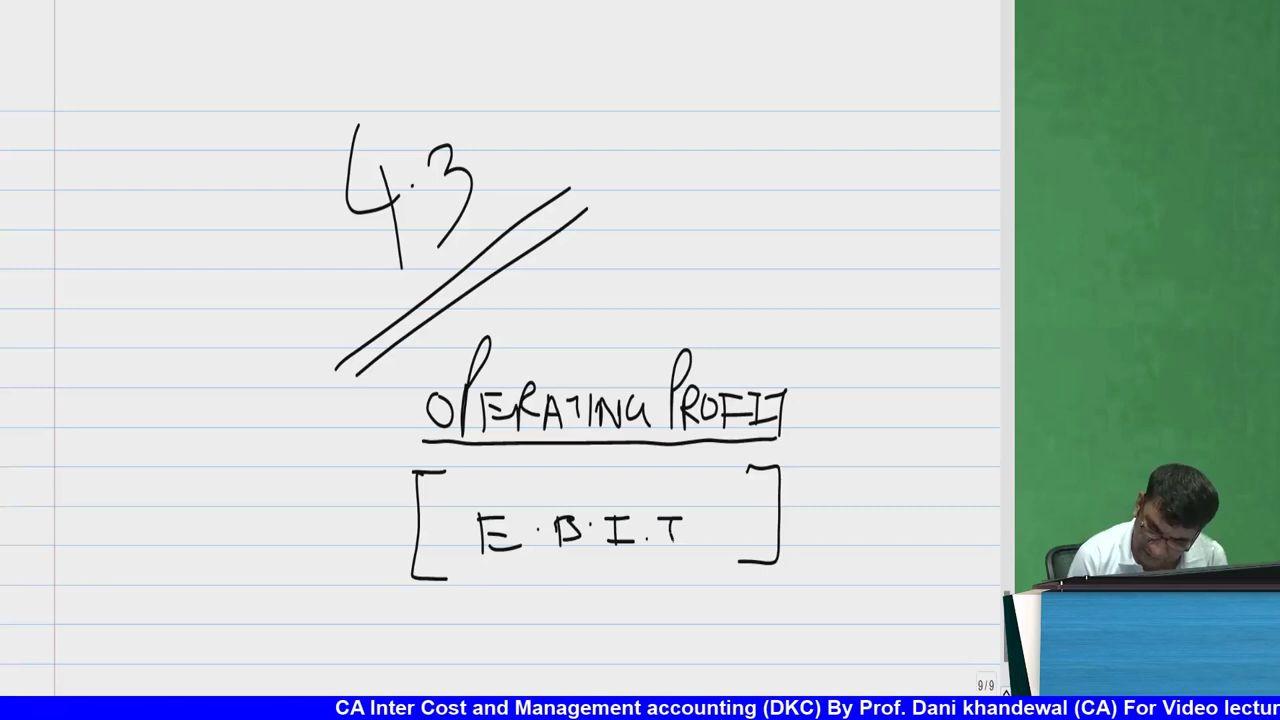 4.3
OPERATING PROFIT
[ E.B.I.T ]
9/9
CA Inter Cost and Management accounting (DKC) By Prof. Dani khandewal (CA) For Video lectur